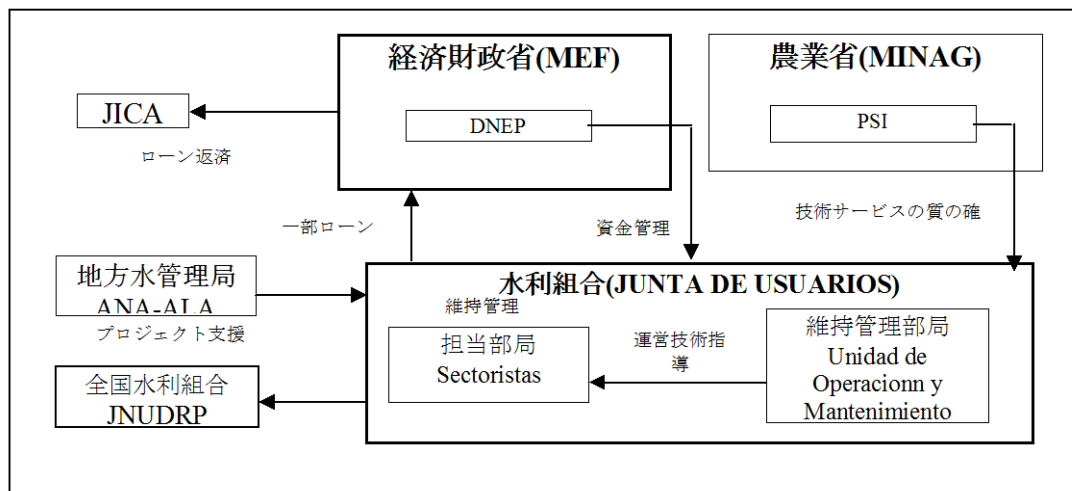 経済財政省(MEF)
農業省(MINAG)
JICA
DNEP
PSI
ローン返済
技術サービスの質の確
一部ローン
資金管理
地方水管理局
ANA-ALA
プロジェクト支援
水利組合(JUNTA DE USUARIOS)
維持管理
担当部局
Sectoristas
運営技術指
導
維持管理部局
Unidad de
Operacionn y
Mantenimiento
全国水利組合
JNUDRP